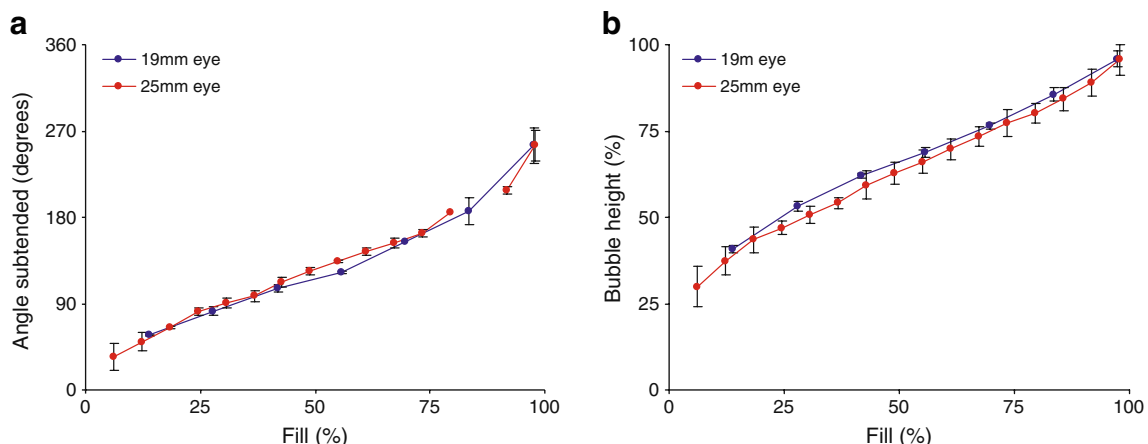 a
360
270
180
90
0
Angle subtended (degrees)
19mm eye
25mm eye
0 25 50 75 100
Fill (%)
b
100
75
50
25
0
Bubble height (%)
19m eye
25mm eye
0 25 50 75 100
Fill (%)